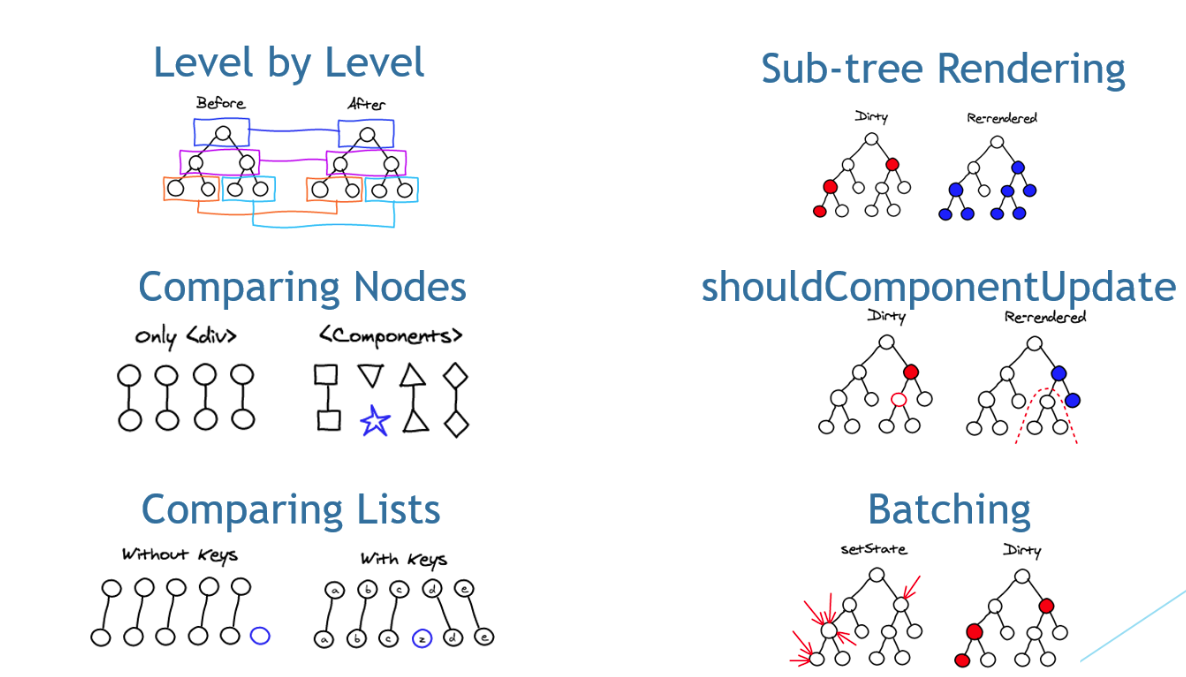 Level by Level
Before After
Comparing Nodes
Only <div> <Components>
Comparing Lists
Without Keys With Keys
a b c d e
a b c z d e
Sub-tree Rendering
Dirty Re-rendered
shouldComponentUpdate
Dirty Re-rendered
Batching
setState Dirty